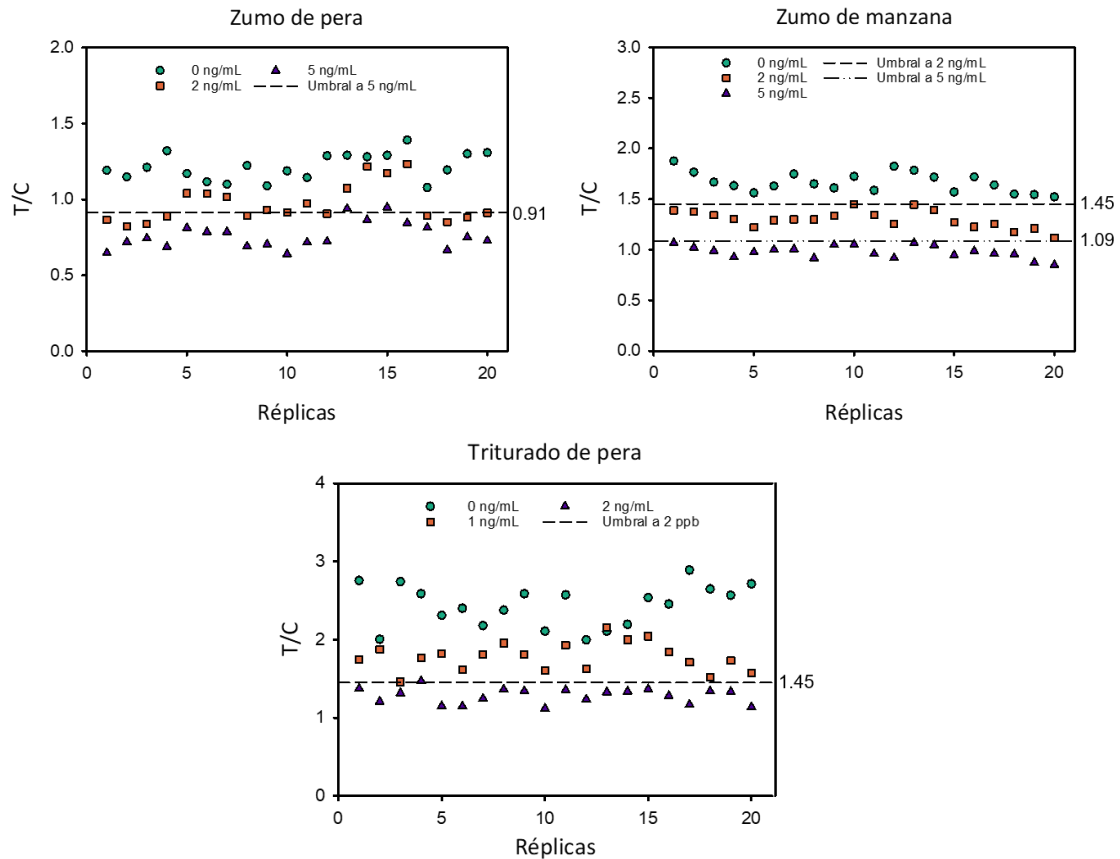 Zumo de pera
2.0
1.5
1.0
0.5
0.0
T/C
0 ng/mL
5 ng/mL
2 ng/mL
Umbral a 5 ng/mL
0.91
0
5
10
15
20
Réplicas
Zumo de manzana
3.0
2.5
2.0
1.5
1.0
0.5
0.0
T/C
0 ng/mL
Umbral a 2 ng/mL
2 ng/mL
Umbral a 5 ng/mL
5 ng/mL
1.45
1.09
0
5
10
15
20
Réplicas
Triturado de pera
4
3
2
1
0
T/C
0 ng/mL
2 ng/mL
1 ng/mL
Umbral a 2 ppb
1.45
0
5
10
15
20
Réplicas